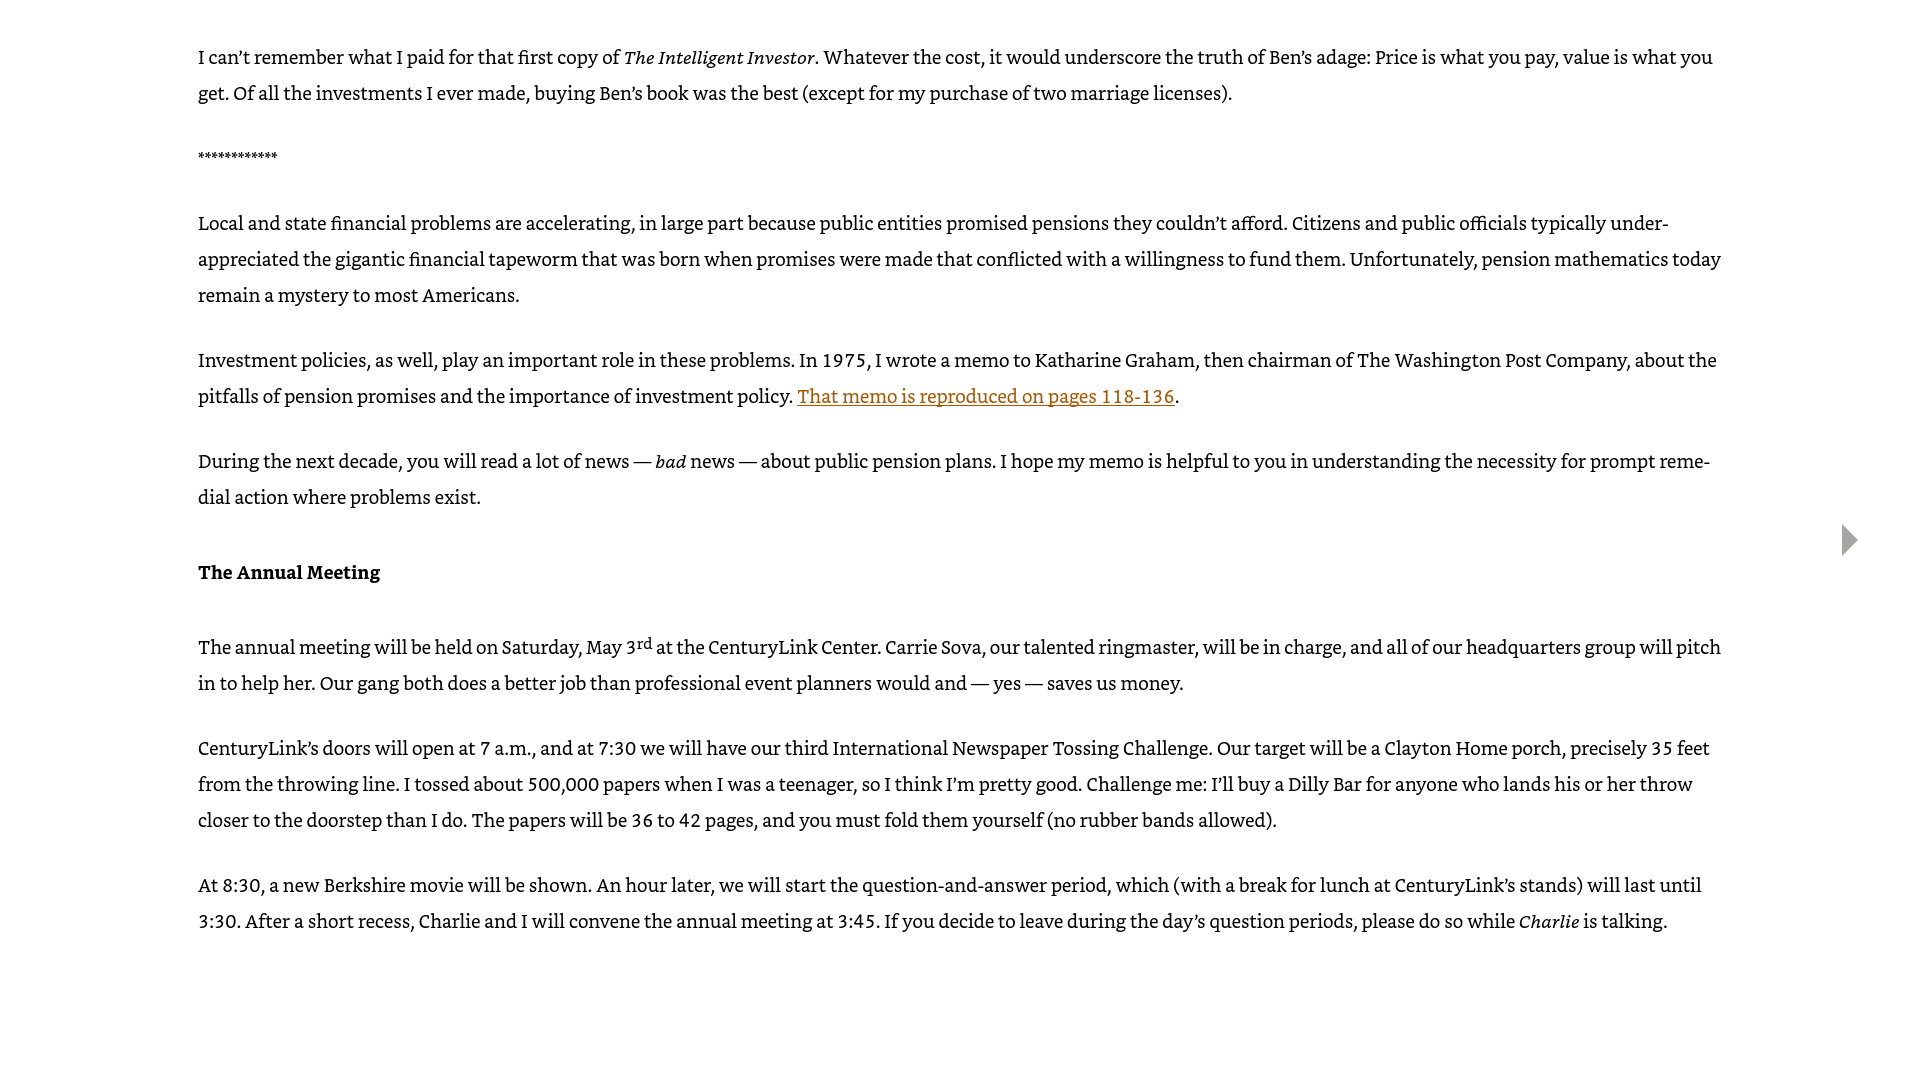 I can’t remember what I paid for that first copy of The Intelligent Investor. Whatever the cost, it would underscore the truth of Ben’s adage: Price is what you pay, value is what you
get. Of all the investments I ever made, buying Ben’s book was the best (except for my purchase of two marriage licenses).
************
Local and state financial problems are accelerating, in large part because public entities promised pensions they couldn’t afford. Citizens and public officials typically under-
appreciated the gigantic financial tapeworm that was born when promises were made that conflicted with a willingness to fund them. Unfortunately, pension mathematics today
remain a mystery to most Americans.
Investment policies, as well, play an important role in these problems. In 1975, I wrote a memo to Katharine Graham, then chairman of The Washington Post Company, about the
pitfalls of pension promises and the importance of investment policy. That memo is reproduced on pages 118-136.
During the next decade, you will read a lot of news — bad news — about public pension plans. I hope my memo is helpful to you in understanding the necessity for prompt reme-
dial action where problems exist.
The Annual Meeting
The annual meeting will be held on Saturday, May 3rd at the CenturyLink Center. Carrie Sova, our talented ringmaster, will be in charge, and all of our headquarters group will pitch
in to help her. Our gang both does a better job than professional event planners would and — yes — saves us money.
CenturyLink’s doors will open at 7 a.m., and at 7:30 we will have our third International Newspaper Tossing Challenge. Our target will be a Clayton Home porch, precisely 35 feet
from the throwing line. I tossed about 500,000 papers when I was a teenager, so I think I’m pretty good. Challenge me: I’ll buy a Dilly Bar for anyone who lands his or her throw
closer to the doorstep than I do. The papers will be 36 to 42 pages, and you must fold them yourself (no rubber bands allowed).
At 8:30, a new Berkshire movie will be shown. An hour later, we will start the question-and-answer period, which (with a break for lunch at CenturyLink’s stands) will last until
3:30. After a short recess, Charlie and I will convene the annual meeting at 3:45. If you decide to leave during the day’s question periods, please do so while Charlie is talking.